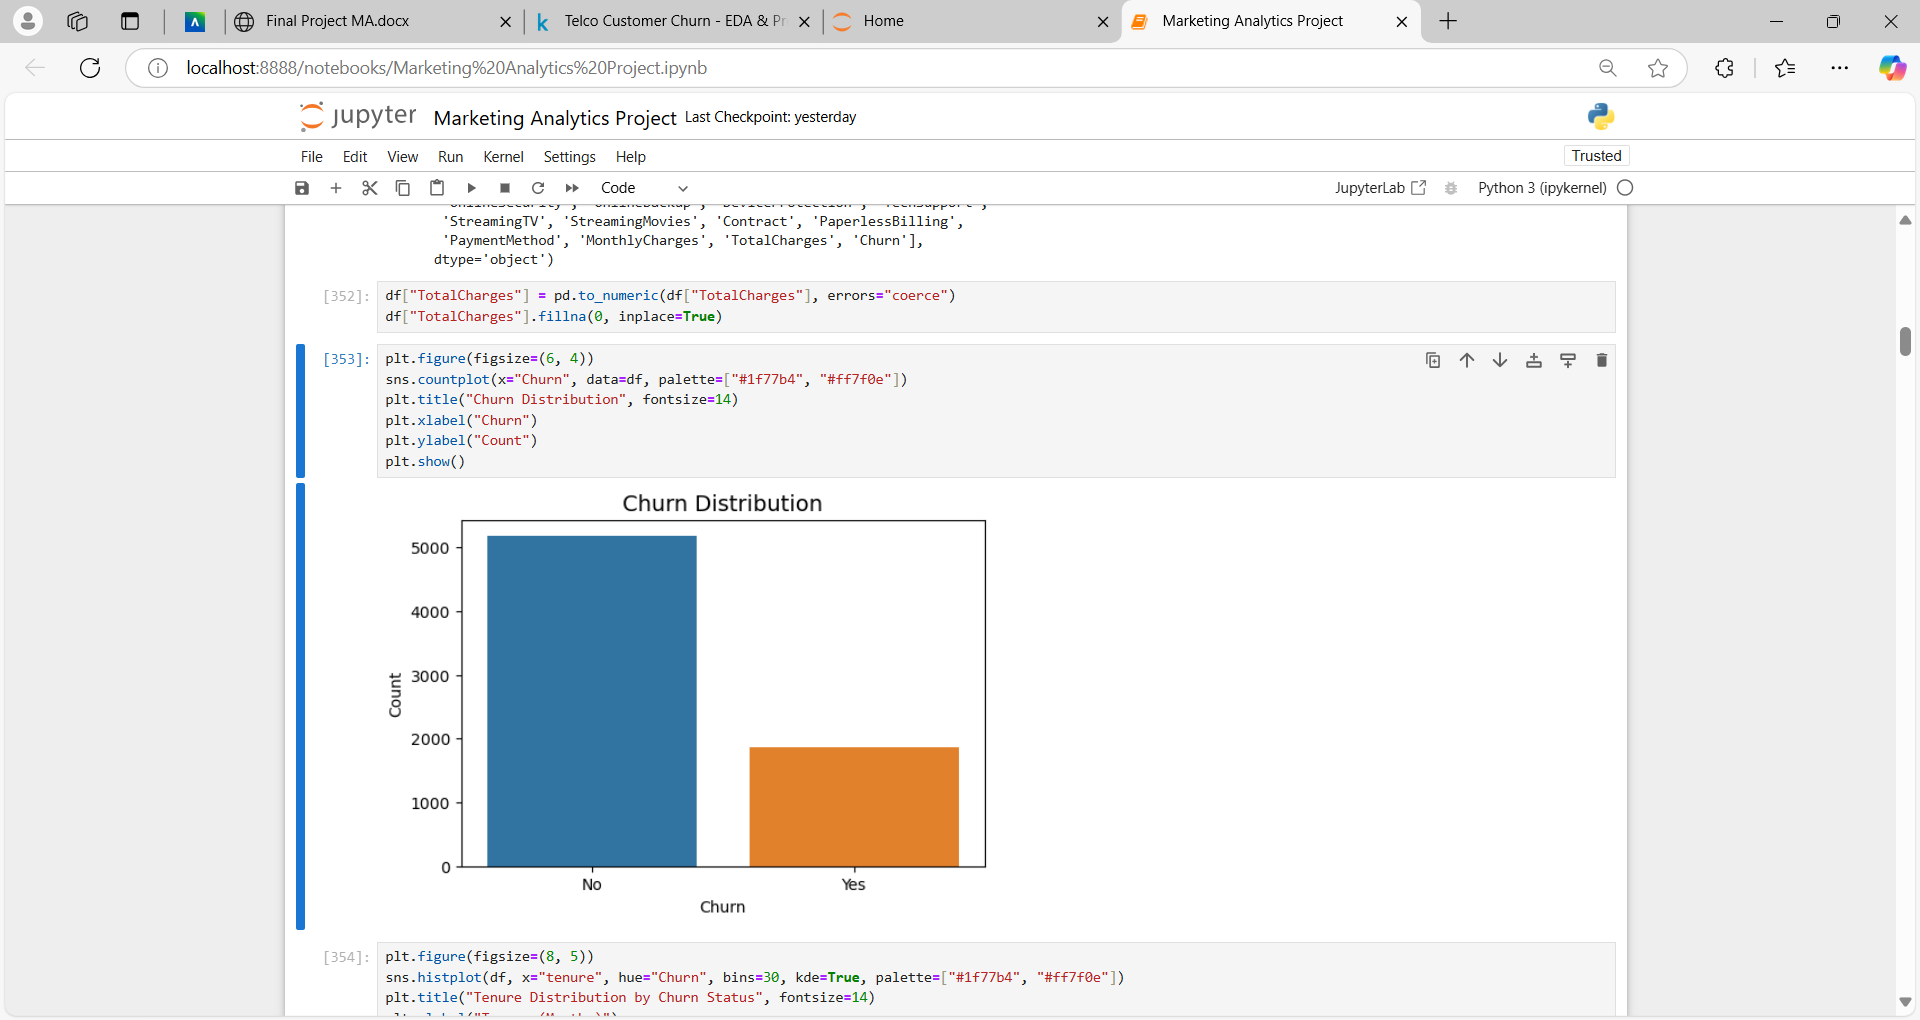 Final Project MA.docx
Telco Customer Churn - EDA & Pr
Home
Marketing Analytics Project
localhost:8888/notebooks/Marketing%20Analytics%20Project.ipynb
jupyter Marketing Analytics Project Last Checkpoint: yesterday
File Edit View Run Kernel Settings Help Trusted
Code JupyterLab Python 3 (ipykernel)
'StreamingTV', 'StreamingMovies', 'Contract', 'PaperlessBilling',
'PaymentMethod', 'MonthlyCharges', 'TotalCharges', 'Churn'],
dtype='object')
[352]: df["TotalCharges"] = pd.to_numeric(df["TotalCharges"], errors="coerce")
df["TotalCharges"].fillna(0, inplace=True)
[353]: plt.figure(figsize=(6, 4))
sns.countplot(x="Churn", data=df, palette=["#1f77b4", "#ff7f0e"])
plt.title("Churn Distribution", fontsize=14)
plt.xlabel("Churn")
plt.ylabel("Count")
plt.show()
Churn Distribution
5000
4000
3000
2000
1000
0
Count
No Yes
Churn
[354]: plt.figure(figsize=(8, 5))
sns.histplot(df, x="tenure", hue="Churn", bins=30, kde=True, palette=["#1f77b4", "#ff7f0e"])
plt.title("Tenure Distribution by Churn Status", fontsize=14)